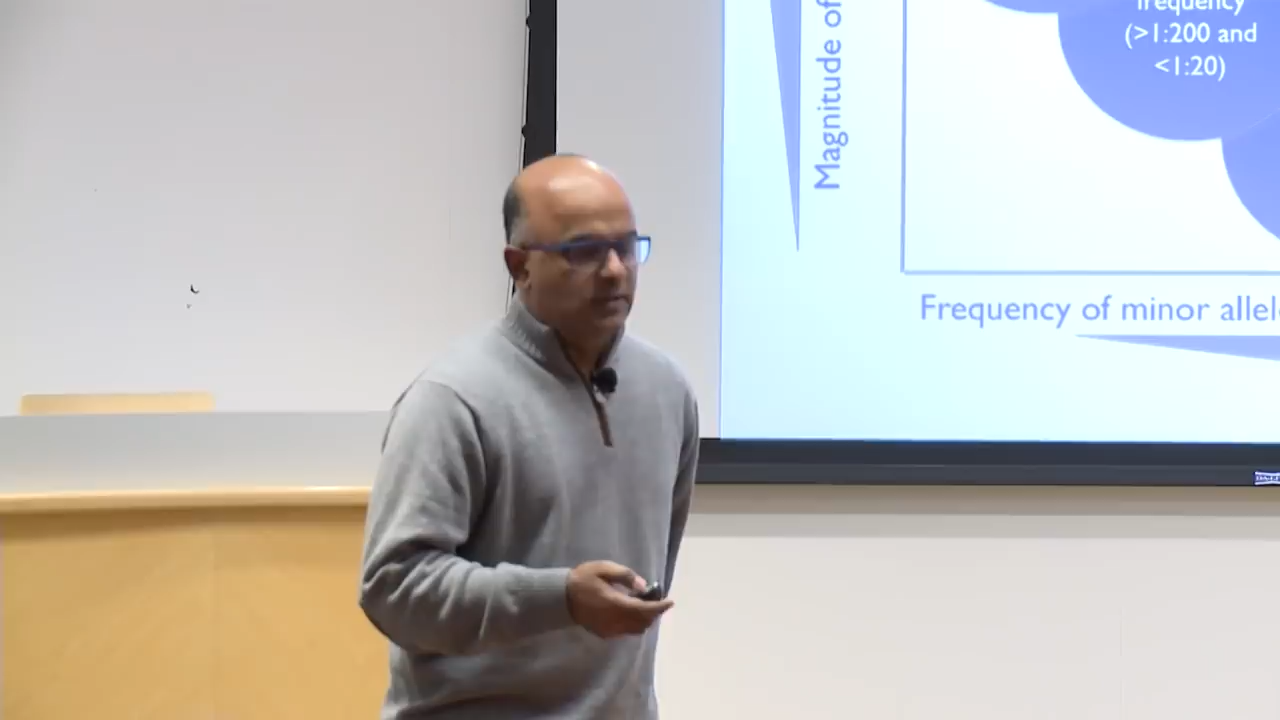 Magnitude of
frequency
(>1:200 and
<1:20)
Frequency of minor allel